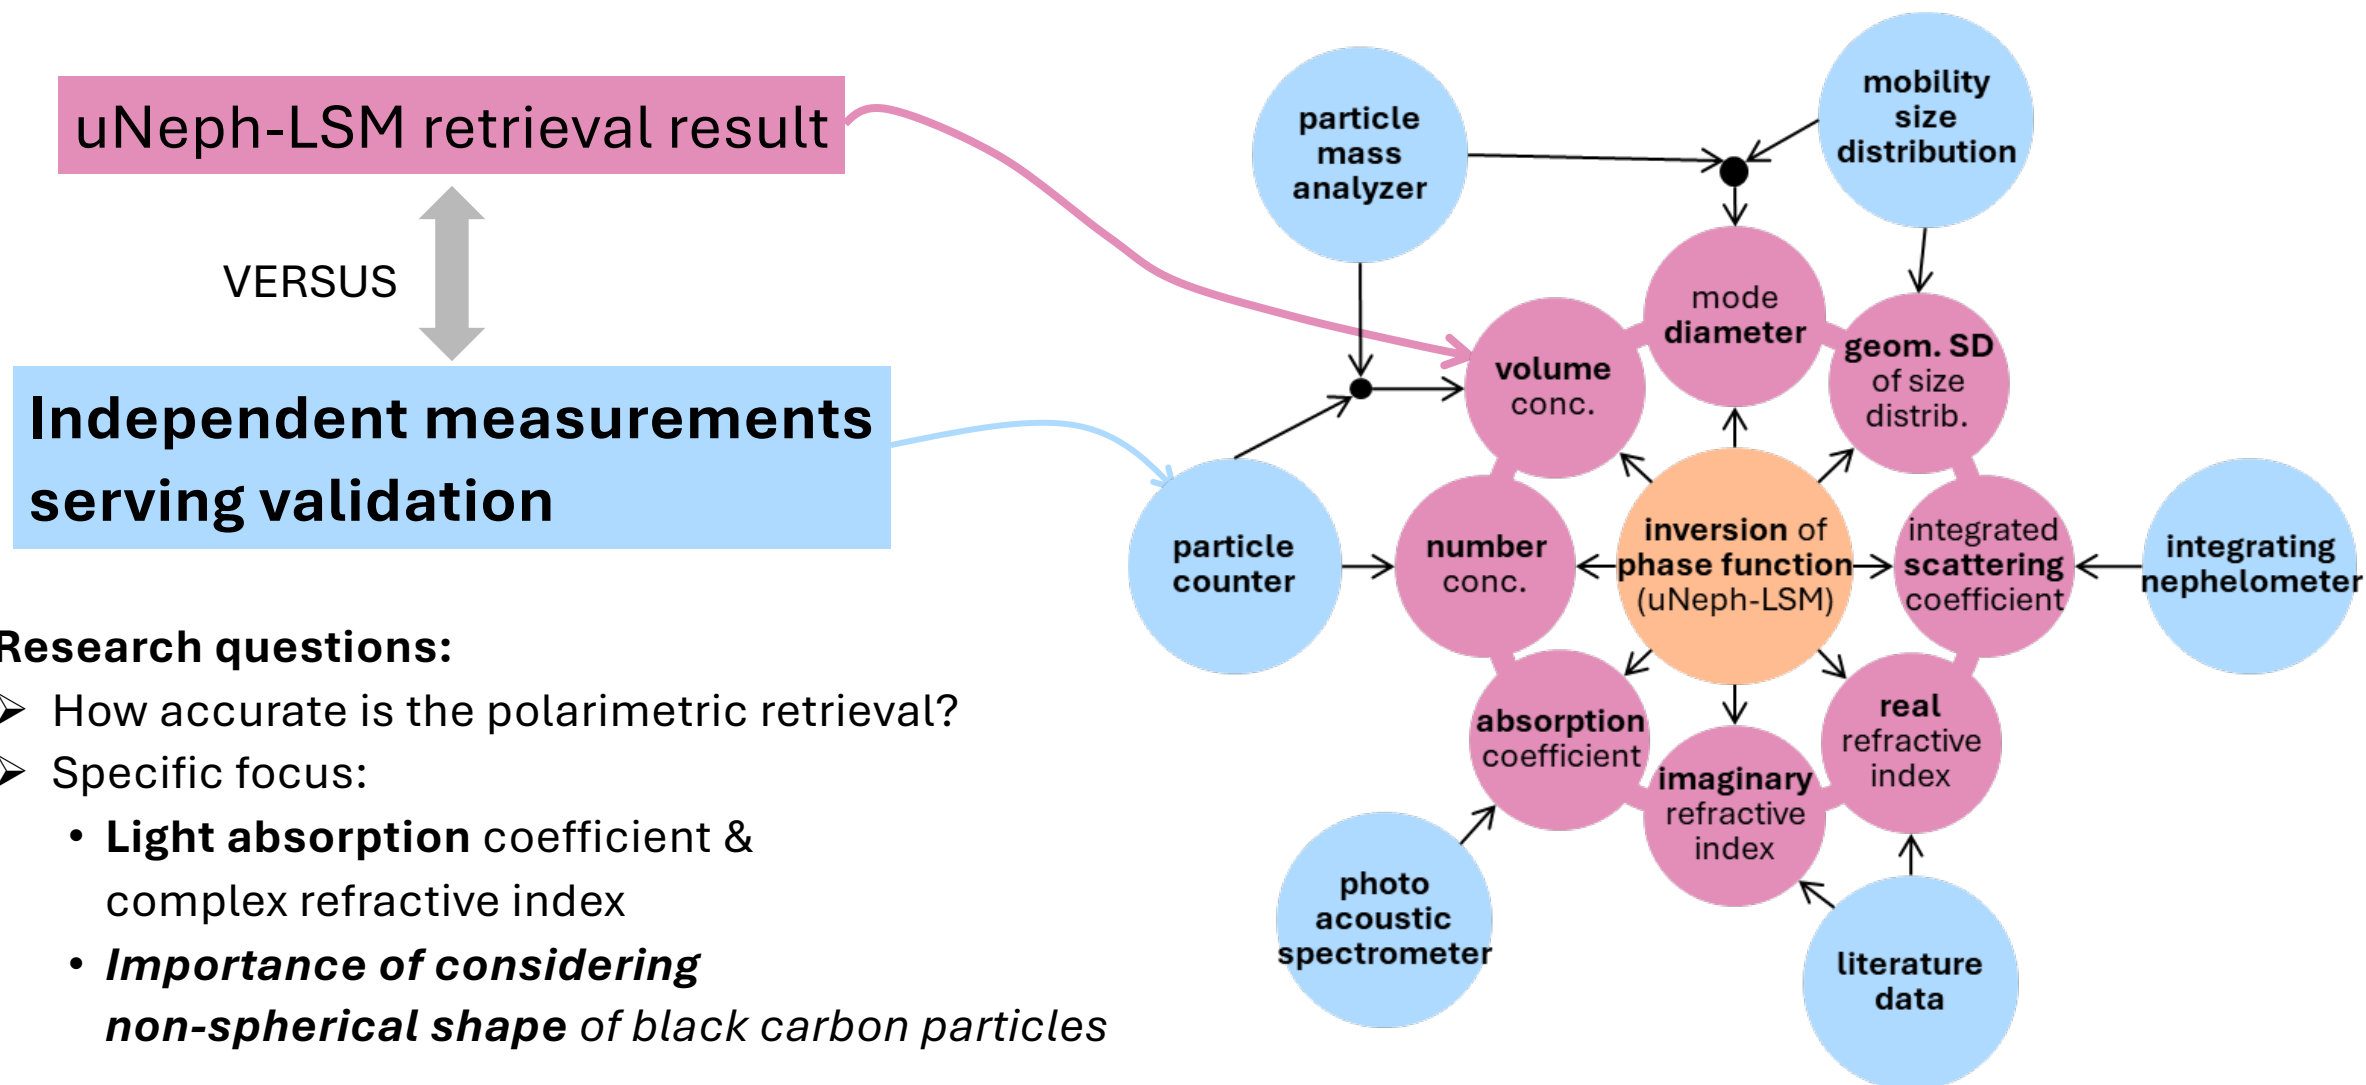 uNeph-LSM retrieval result
VERSUS
Independent measurements
serving validation
Research questions:
➢ How accurate is the polarimetric retrieval?
➢ Specific focus:
• Light absorption coefficient &
complex refractive index
• Importance of considering
non-spherical shape of black carbon particles
particle
mass
analyzer
mobility
size
distribution
mode
diameter
volume
conc.
geom. SD
of size
distrib.
particle
counter
number
conc.
inversion of
phase function
(uNeph-LSM)
integrated
scattering
coefficient
integrating
nephelometer
absorption
coefficient
imaginary
refractive
index
real
refractive
index
photo
acoustic
spectrometer
literature
data